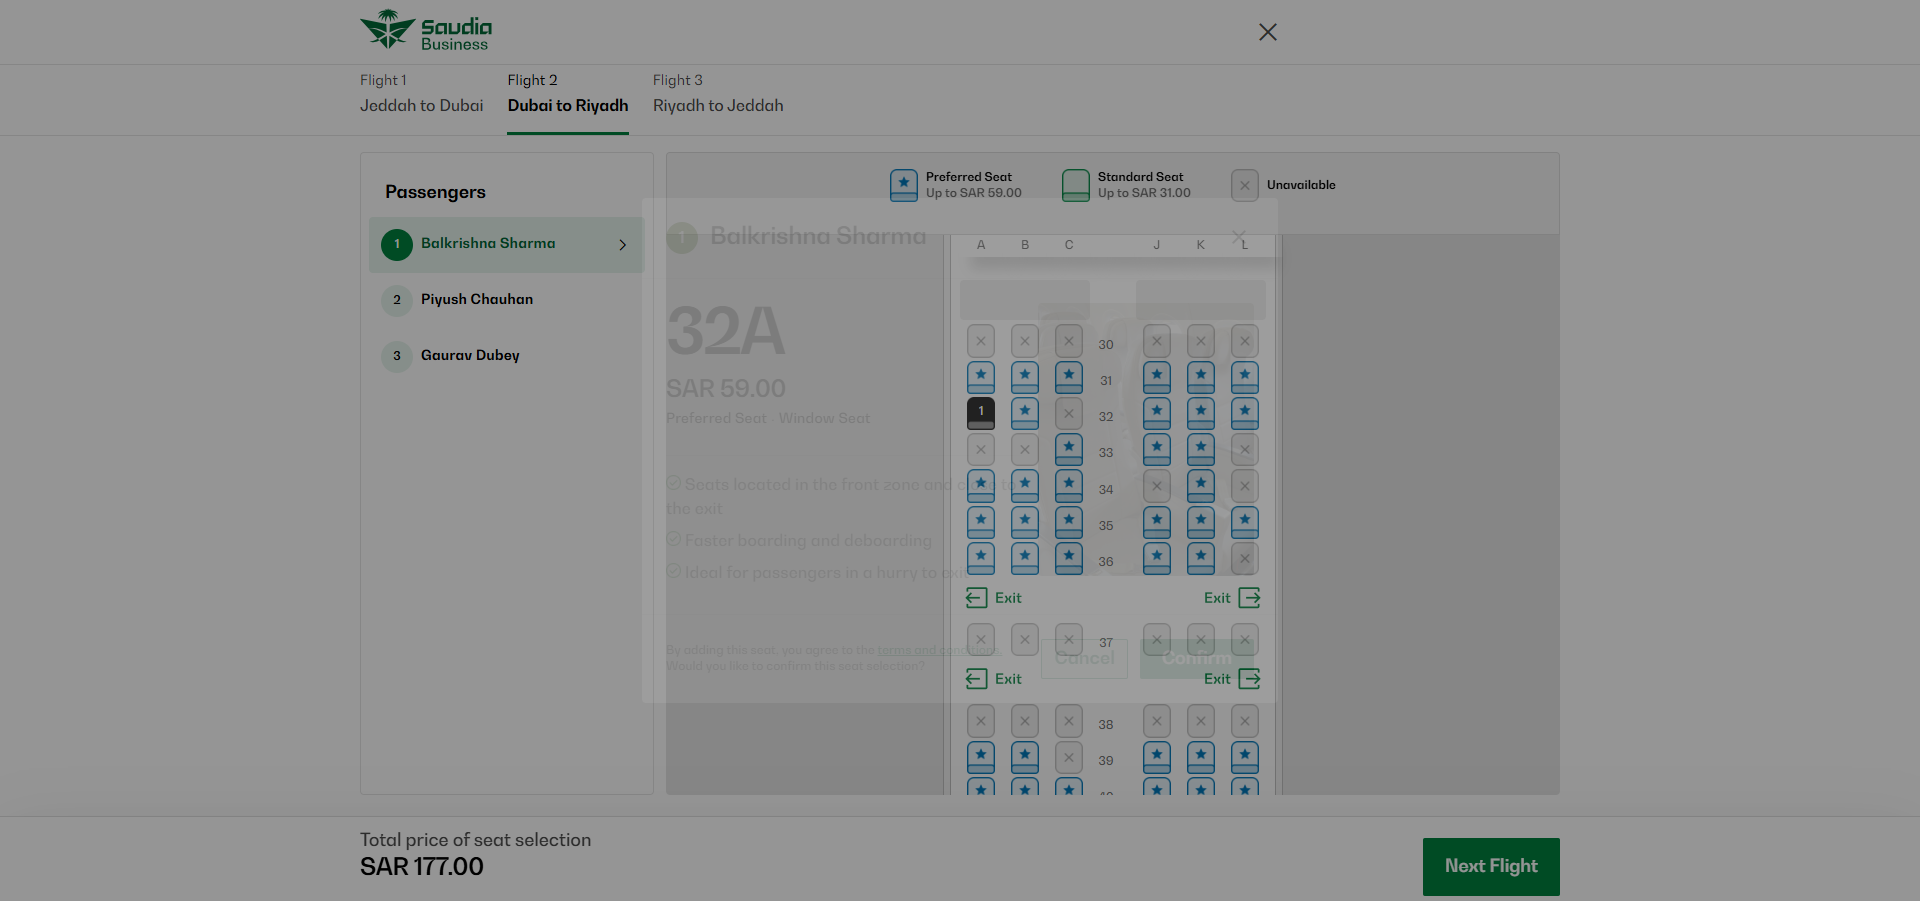 Saudia
Business
Flight 1
Jeddah to Dubai
Flight 2
Dubai to Riyadh
Flight 3
Riyadh to Jeddah
Passengers
1 Balkrishna Sharma
2 Piyush Chauhan
3 Gaurav Dubey
Preferred Seat
Up to SAR 59.00
Standard Seat
Up to SAR 31.00
Unavailable
1 Balkrishna Sharma
32A
SAR 59.00
Preferred Seat · Window Seat
Seats located in the front zone and close to
the exit
Faster boarding and deboarding
Ideal for passengers in a hurry to exit
By adding this seat, you agree to the terms and conditions.
Would you like to confirm this seat selection?
Cancel
Confirm
A B C J K L
30
31
1 32
33
34
35
36
Exit Exit
37
Exit Exit
38
39
Total price of seat selection
SAR 177.00
Next Flight